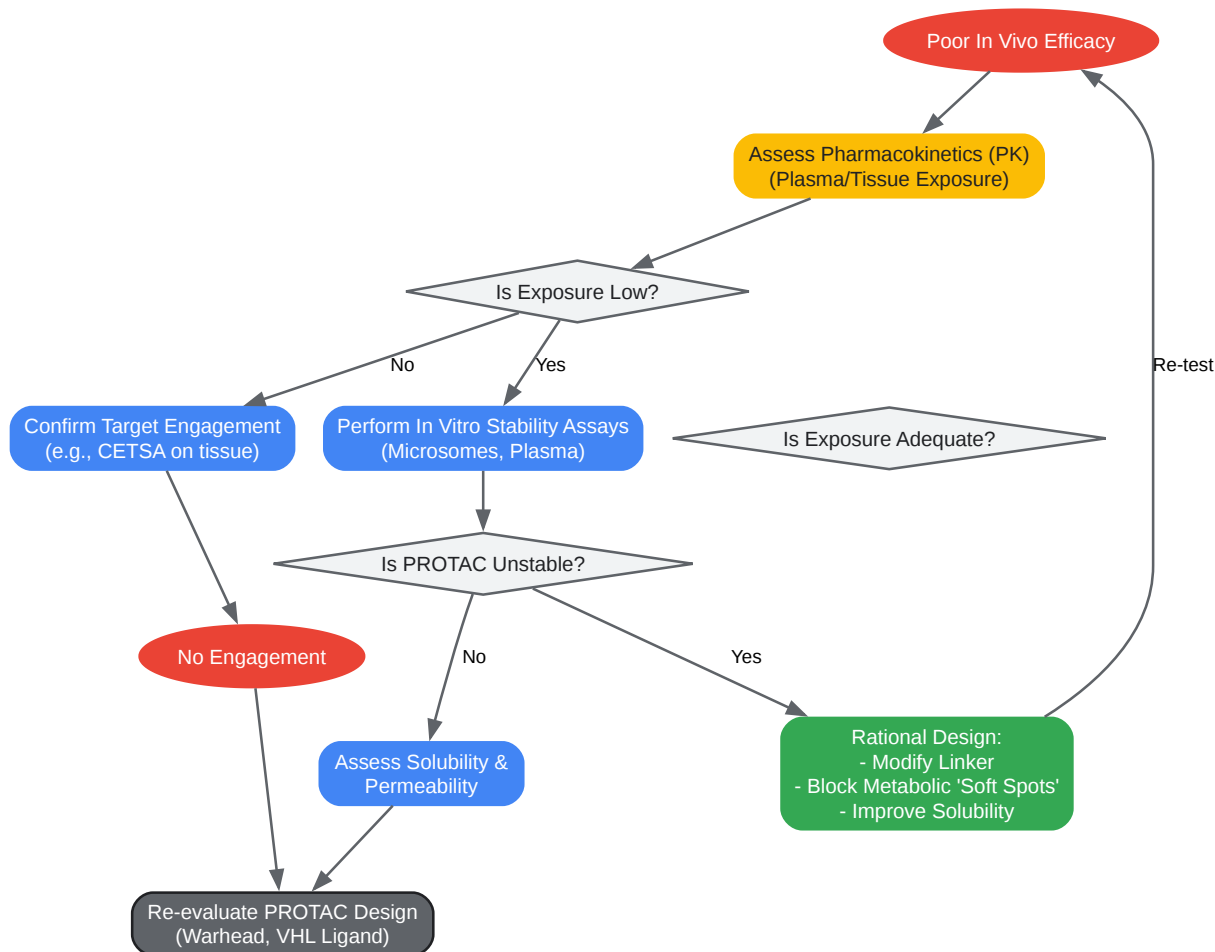 Poor In Vivo Efficacy
Assess Pharmacokinetics (PK)
(Plasma/Tissue Exposure)
Is Exposure Low?
No
Yes
Re-test
Confirm Target Engagement
(e.g., CETSA on tissue)
Perform In Vitro Stability Assays
(Microsomes, Plasma)
Is Exposure Adequate?
Is PROTAC Unstable?
No Engagement
No
Yes
Assess Solubility &
Permeability
Rational Design:
- Modify Linker
- Block Metabolic 'Soft Spots'
- Improve Solubility
Re-evaluate PROTAC Design
(Warhead, VHL Ligand)